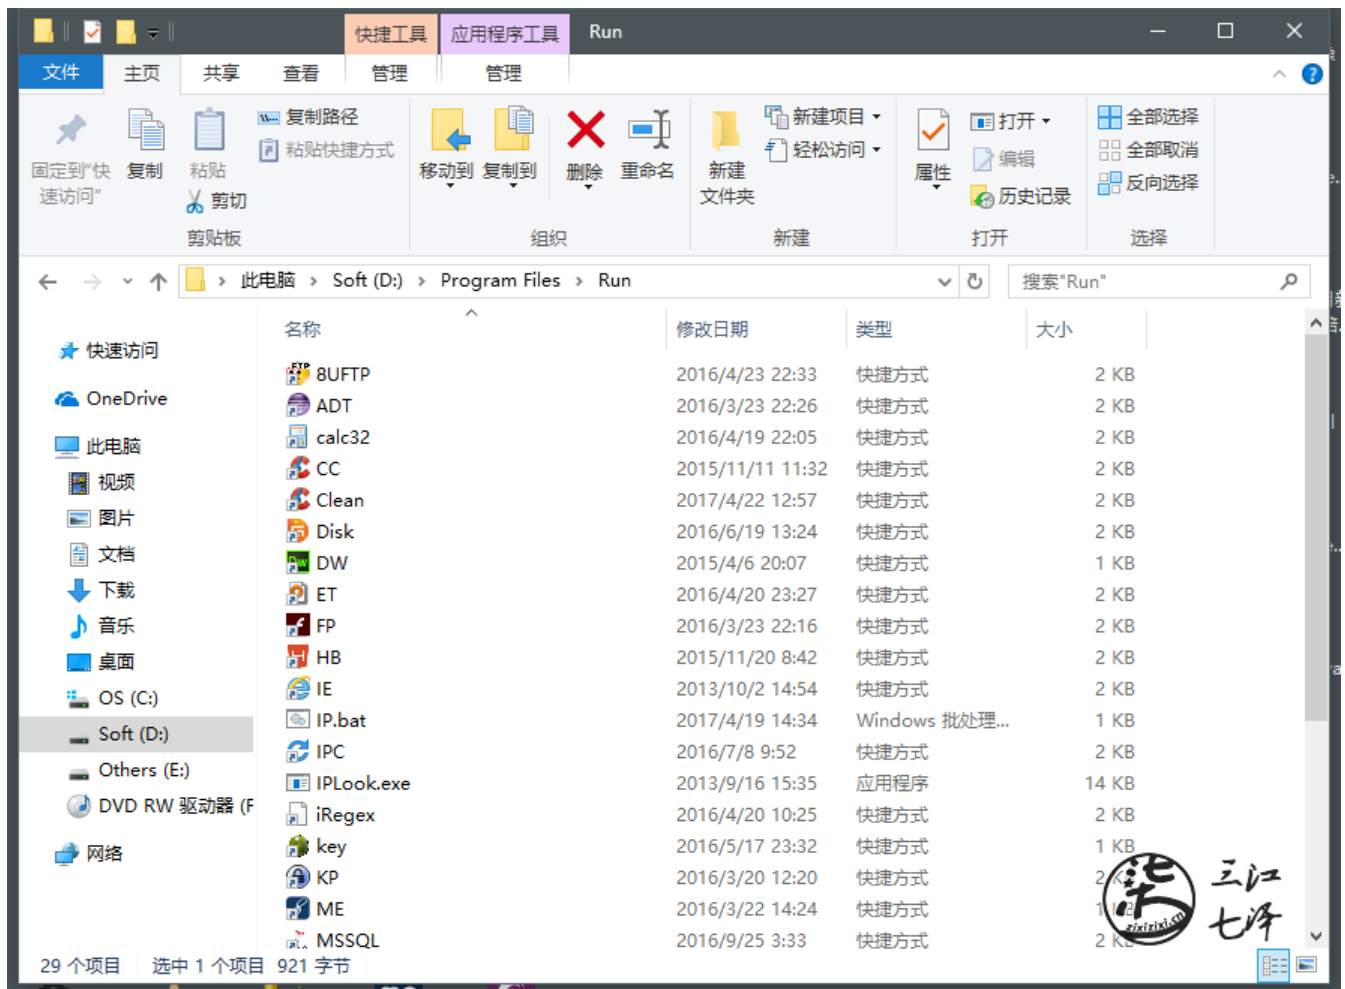 快捷工具 应用程序工具 Run
文件 主页 共享 查看 管理 管理
固定到“快速访问”
复制
粘贴
复制路径
粘贴快捷方式
剪切
剪贴板
移动到 复制到 删除 重命名
组织
新建文件夹
新建项目
轻松访问
新建
属性
打开
编辑
历史记录
打开
全部选择
全部取消
反向选择
选择
此电脑 › Soft (D:) › Program Files › Run
搜索"Run"
快速访问
OneDrive
此电脑
视频
图片
文档
下载
音乐
桌面
OS (C:)
Soft (D:)
Others (E:)
DVD RW 驱动器 (F
网络
名称 修改日期 类型 大小
8UFTP 2016/4/23 22:33 快捷方式 2 KB
ADT 2016/3/23 22:26 快捷方式 2 KB
calc32 2016/4/19 22:05 快捷方式 2 KB
CC 2015/11/11 11:32 快捷方式 2 KB
Clean 2017/4/22 12:57 快捷方式 2 KB
Disk 2016/6/19 13:24 快捷方式 2 KB
DW 2015/4/6 20:07 快捷方式 1 KB
ET 2016/4/20 23:27 快捷方式 2 KB
FP 2016/3/23 22:16 快捷方式 2 KB
HB 2015/11/20 8:42 快捷方式 2 KB
IE 2013/10/2 14:54 快捷方式 2 KB
IP.bat 2017/4/19 14:34 Windows 批处理... 1 KB
IPC 2016/7/8 9:52 快捷方式 2 KB
IPLook.exe 2013/9/16 15:35 应用程序 14 KB
iRegex 2016/4/20 10:25 快捷方式 2 KB
key 2016/5/17 23:32 快捷方式 1 KB
KP 2016/3/20 12:20 快捷方式 2 K
ME 2016/3/22 14:24 快捷方式 1
MSSQL 2016/9/25 3:33 快捷方式 2 KB
29 个项目 选中 1 个项目 921 字节
柒
zixizixi.cn
三江
七泽